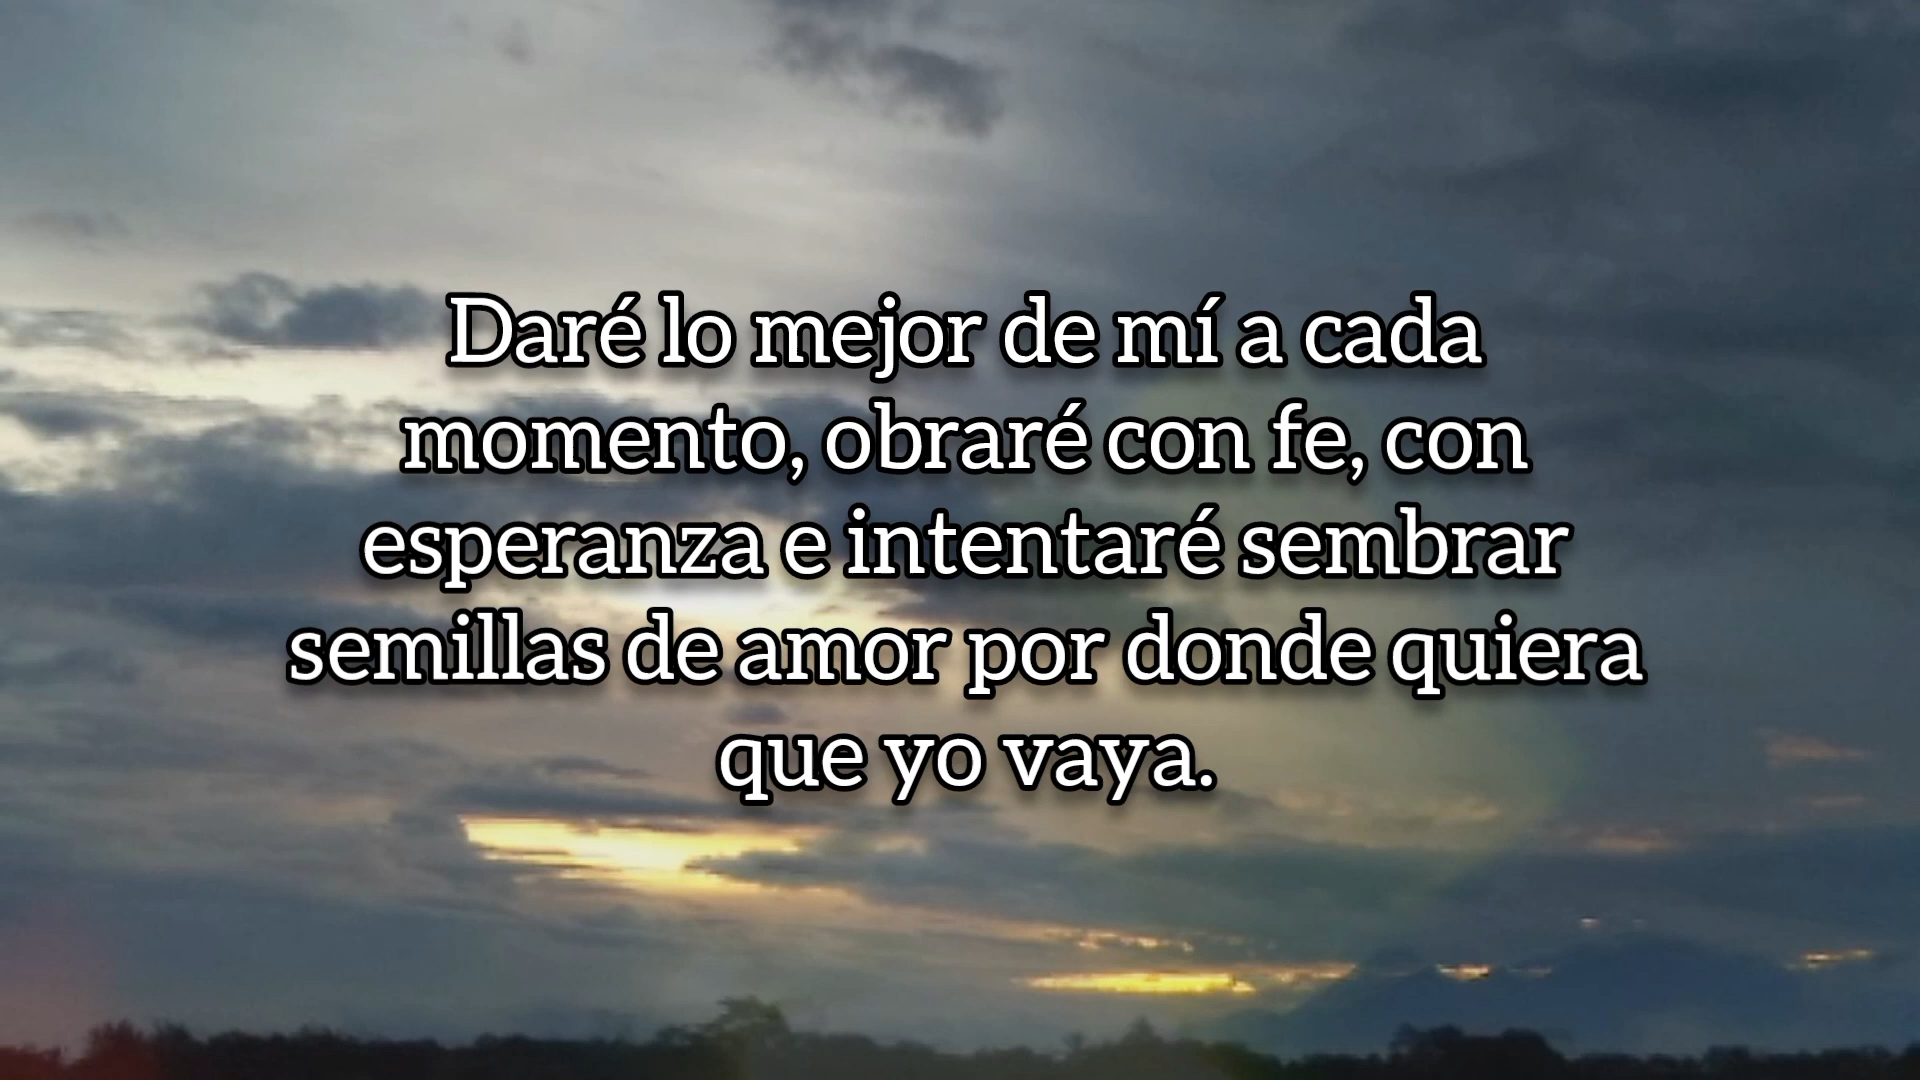 Daré lo mejor de mí a cada
momento, obraré con fe, con
esperanza e intentaré sembrar
semillas de amor por donde quiera
que yo vaya.